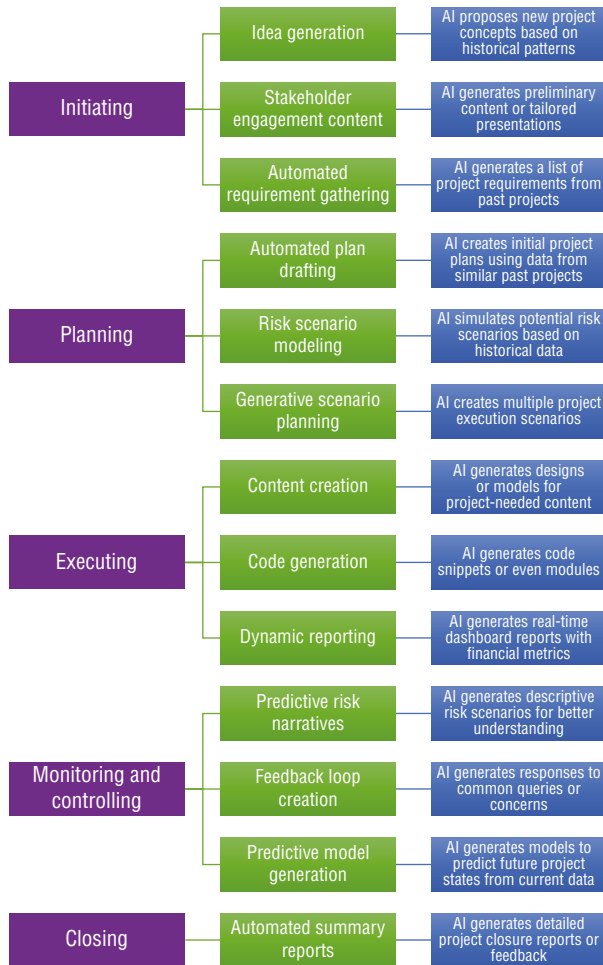 Initiating
Idea generation
AI proposes new project
concepts based on
historical patterns
Stakeholder
engagement content
AI generates preliminary
content or tailored
presentations
Automated
requirement gathering
AI generates a list of
project requirements from
past projects
Planning
Automated plan
drafting
AI creates initial project
plans using data from
similar past projects
Risk scenario
modeling
AI simulates potential risk
scenarios based on
historical data
Generative scenario
planning
AI creates multiple project
execution scenarios
Executing
Content creation
AI generates designs
or models for
project-needed content
Code generation
AI generates code
snippets or even modules
Dynamic reporting
AI generates real-time
dashboard reports with
financial metrics
Monitoring and
controlling
Predictive risk
narratives
AI generates descriptive
risk scenarios for better
understanding
Feedback loop
creation
AI generates responses to
common queries or
concerns
Predictive model
generation
AI generates models to
predict future project
states from current data
Closing
Automated summary
reports
AI generates detailed
project closure reports or
feedback